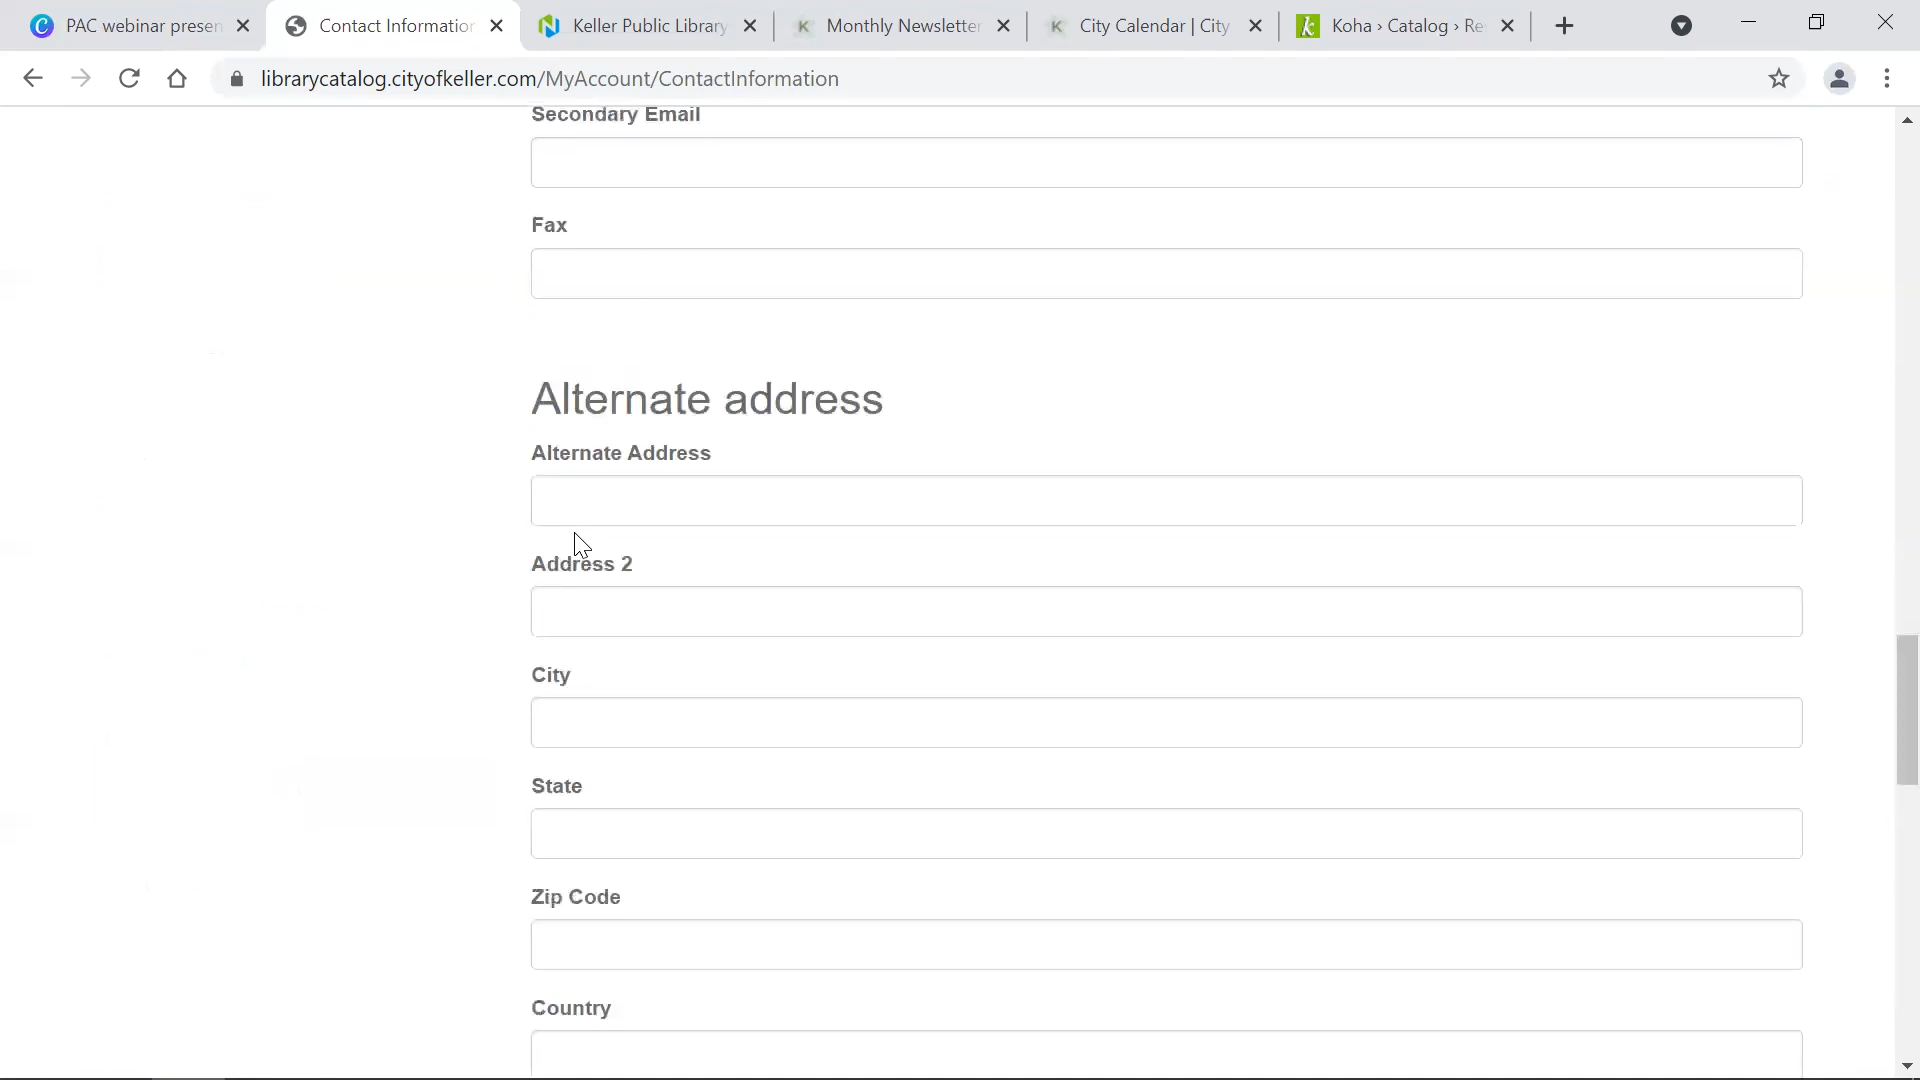 PAC webinar presen
Contact Information
Keller Public Library
K Monthly Newsletter
K City Calendar | City
k Koha › Catalog › Re
librarycatalog.cityofkeller.com/MyAccount/ContactInformation
Secondary Email
Fax
Alternate address
Alternate Address
Address 2
City
State
Zip Code
Country